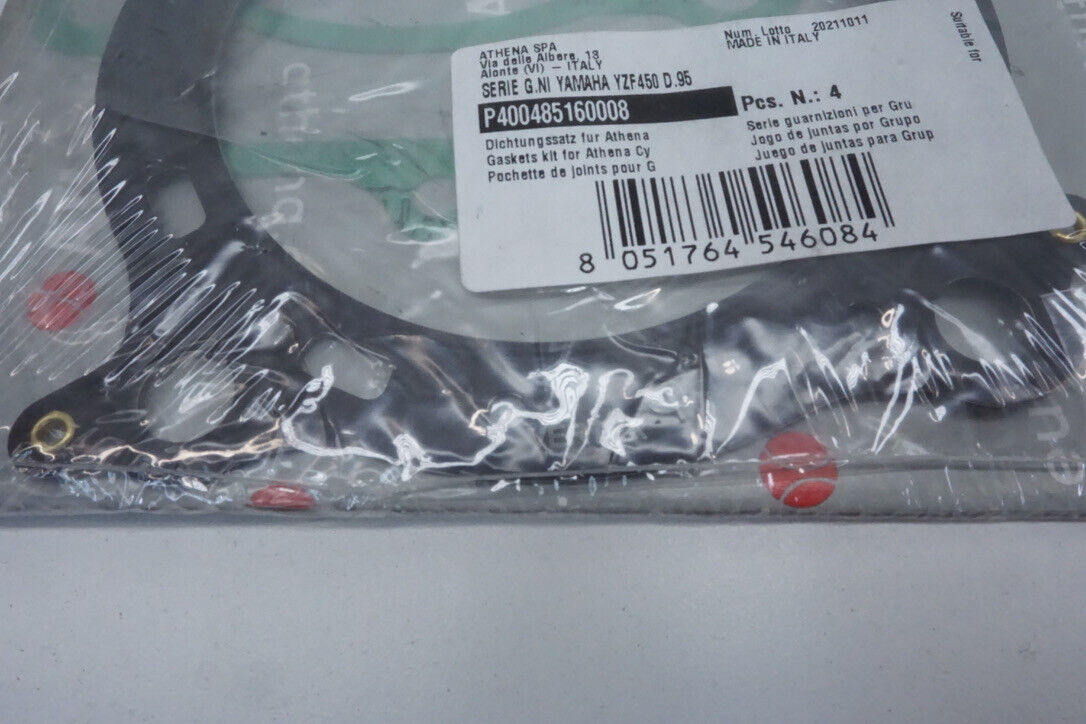 ATHENA SPA
Via delle Albere, 13
Alonte (VI) - ITALY
Num. Lotto 20211011
MADE IN ITALY
Suitable for
SERIE G.NI YAMAHA YZF450 D.95
P400485160008
Pcs. N.: 4
Dichtungssatz fur Athena
Gaskets kit for Athena Cy
Pochette de joints pour G
Serie guarnizioni per Gru
Jogo de juntas por Grupo
Juego de juntas para Grup
8 051764 546084